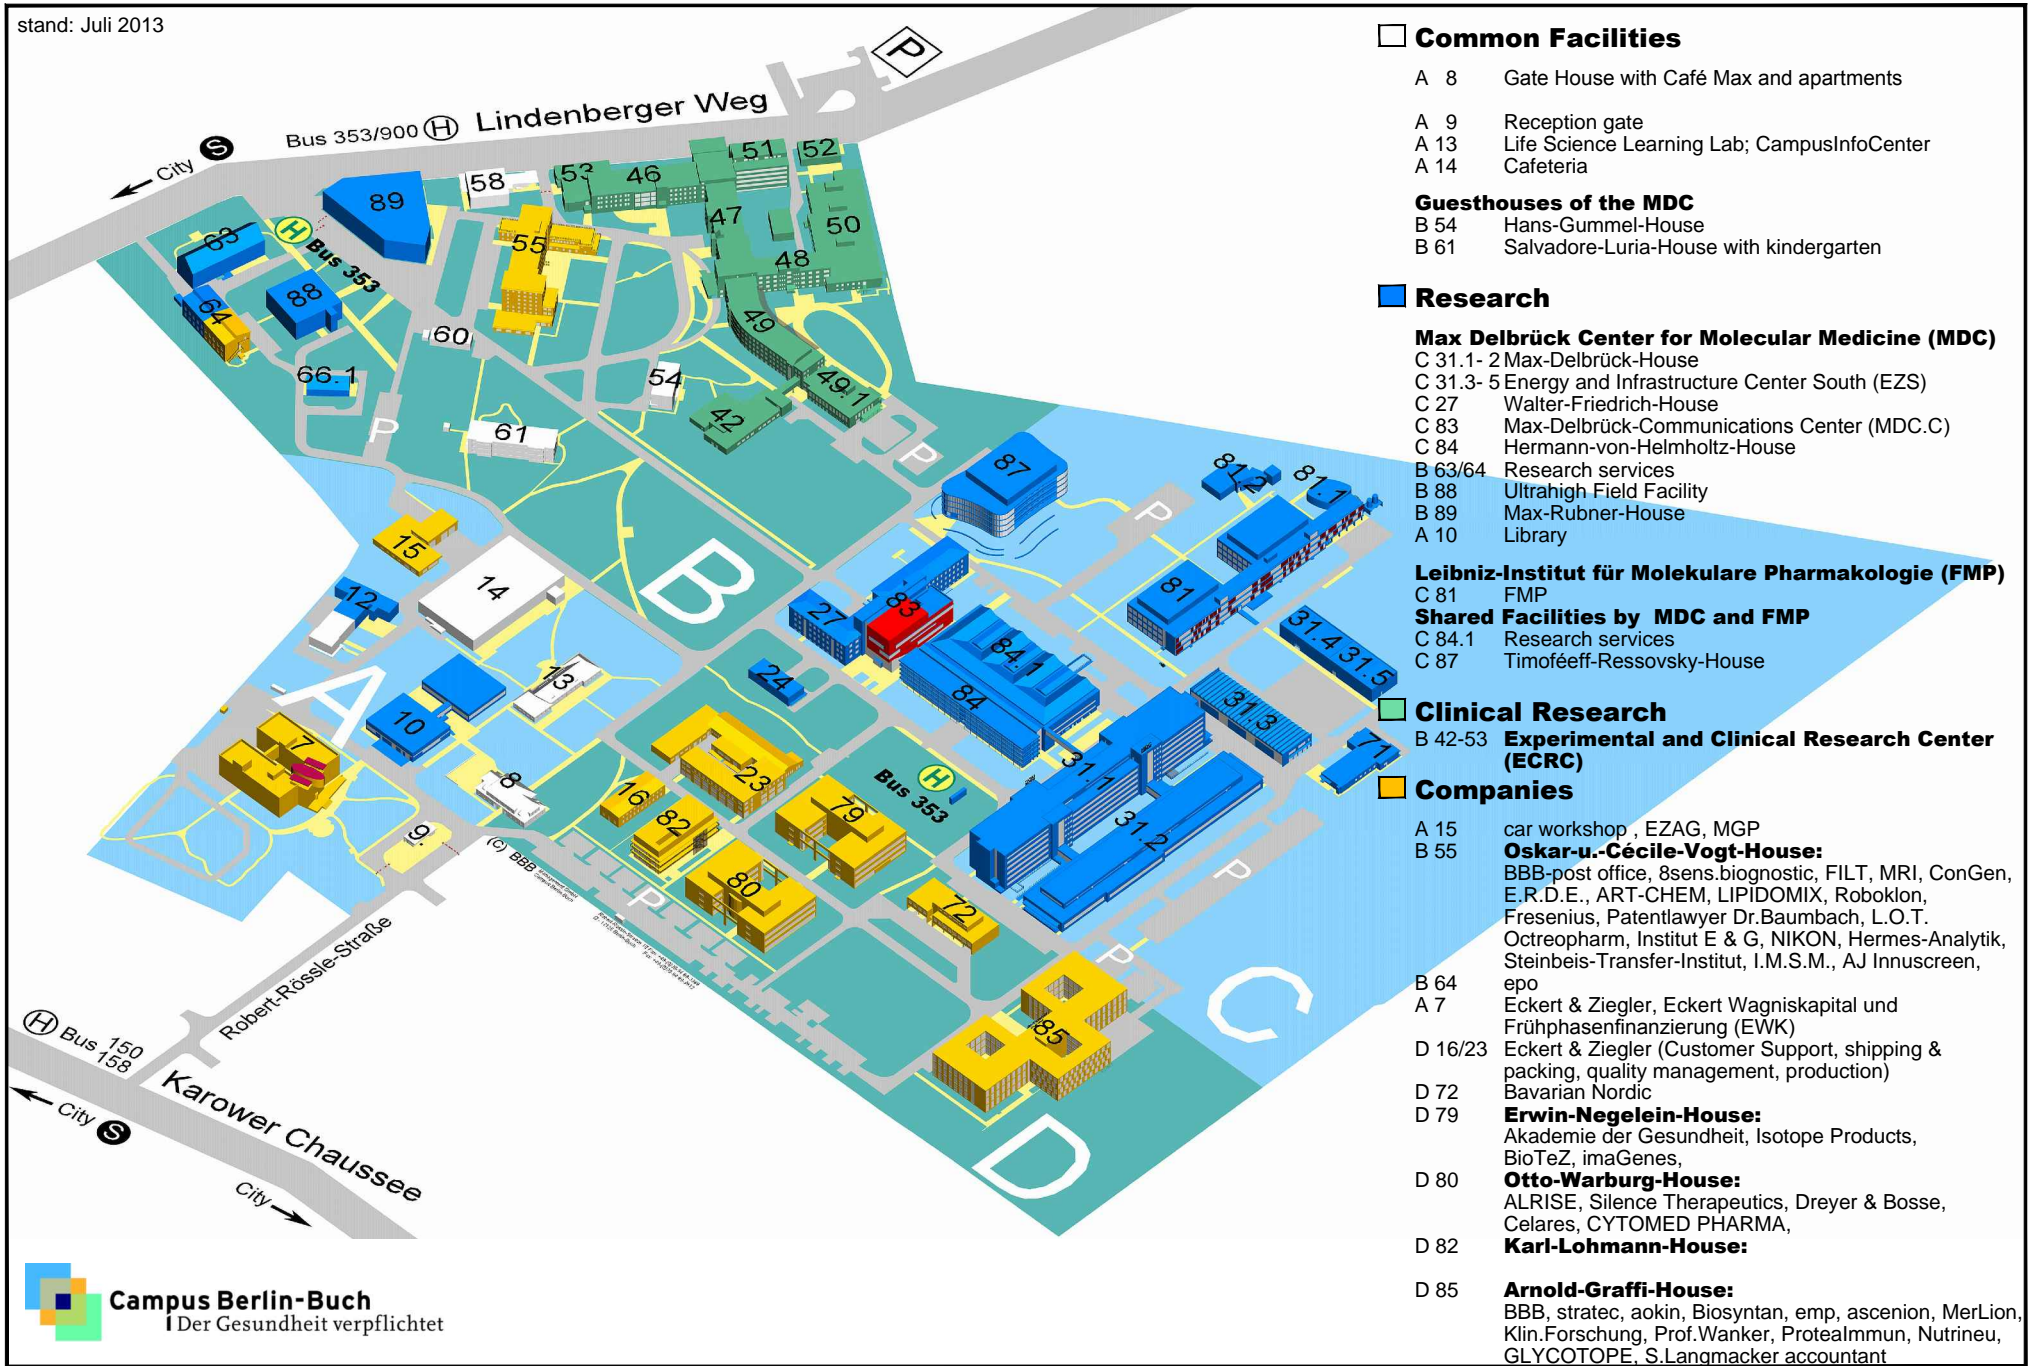 stand: Juli 2013
P
Lindenberger Weg
Bus 353/900 H
City S
89
58
53
46
51
52
63
H
Bus 353
55
47
50
48
64
88
49
60
66.1
54
49.1
42
P
61
P
87
81.2
81.1
15
P
14
B
12
27
83
81
84.1
31.4 31.5
13
24
A
10
84
31.3
7
8
23
31.1
71
16
H
Bus 353
82
79
31.2
9
(C) BBB
80
P
72
P
P
C
85
D
Robert-Rössle-Straße
H Bus 150
158
Karower Chaussee
City S
City
Campus Berlin-Buch
Der Gesundheit verpflichtet
Common Facilities
A 8 Gate House with Café Max and apartments
A 9 Reception gate
A 13 Life Science Learning Lab; CampusInfoCenter
A 14 Cafeteria
Guesthouses of the MDC
B 54 Hans-Gummel-House
B 61 Salvadore-Luria-House with kindergarten
Research
Max Delbrück Center for Molecular Medicine (MDC)
C 31.1- 2 Max-Delbrück-House
C 31.3- 5 Energy and Infrastructure Center South (EZS)
C 27 Walter-Friedrich-House
C 83 Max-Delbrück-Communications Center (MDC.C)
C 84 Hermann-von-Helmholtz-House
B 63/64 Research services
B 88 Ultrahigh Field Facility
B 89 Max-Rubner-House
A 10 Library
Leibniz-Institut für Molekulare Pharmakologie (FMP)
C 81 FMP
Shared Facilities by MDC and FMP
C 84.1 Research services
C 87 Timoféeff-Ressovsky-House
Clinical Research
B 42-53 Experimental and Clinical Research Center
(ECRC)
Companies
A 15 car workshop , EZAG, MGP
B 55 Oskar-u.-Cécile-Vogt-House:
BBB-post office, 8sens.biognostic, FILT, MRI, ConGen,
E.R.D.E., ART-CHEM, LIPIDOMIX, Roboklon,
Fresenius, Patentlawyer Dr.Baumbach, L.O.T.
Octreopharm, Institut E & G, NIKON, Hermes-Analytik,
Steinbeis-Transfer-Institut, I.M.S.M., AJ Innuscreen,
B 64 epo
A 7 Eckert & Ziegler, Eckert Wagniskapital und
Frühphasenfinanzierung (EWK)
D 16/23 Eckert & Ziegler (Customer Support, shipping &
packing, quality management, production)
D 72 Bavarian Nordic
D 79 Erwin-Negelein-House:
Akademie der Gesundheit, Isotope Products,
BioTeZ, imaGenes,
D 80 Otto-Warburg-House:
ALRISE, Silence Therapeutics, Dreyer & Bosse,
Celares, CYTOMED PHARMA,
D 82 Karl-Lohmann-House:
D 85 Arnold-Graffi-House:
BBB, stratec, aokin, Biosyntan, emp, ascenion, MerLion,
Klin.Forschung, Prof.Wanker, ProteaImmun, Nutrineu,
GLYCOTOPE, S.Langmacker accountant